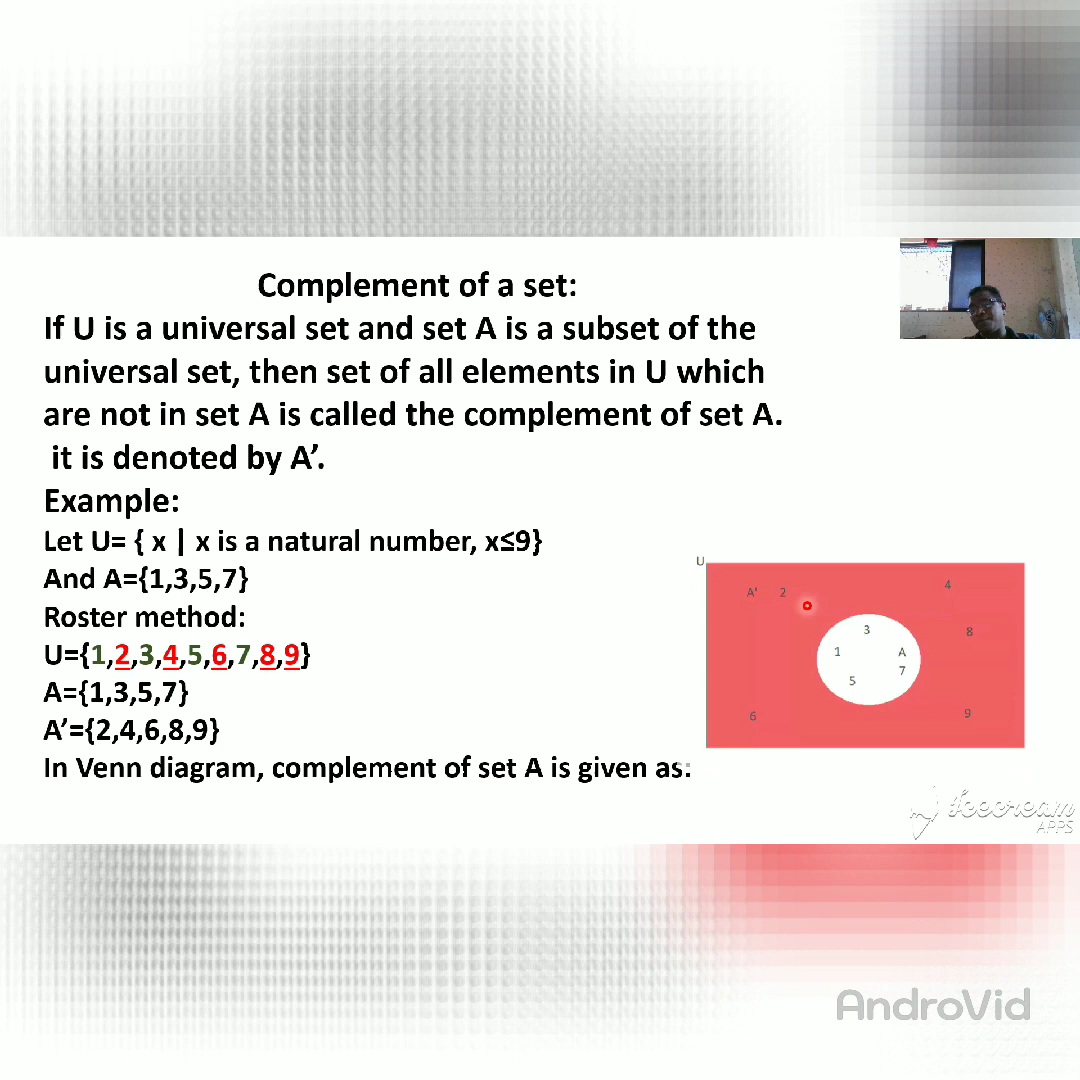 Complement of a set:
If U is a universal set and set A is a subset of the
universal set, then set of all elements in U which
are not in set A is called the complement of set A.
it is denoted by A’.
Example:
Let U= { x | x is a natural number, x≤9}
And A={1,3,5,7}
Roster method:
U={1,2,3,4,5,6,7,8,9}
A={1,3,5,7}
A’={2,4,6,8,9}
In Venn diagram, complement of set A is given as:
U
A' 2 4
3 8
1 A
5 7
6 9
Icecream
APPS
AndroVid